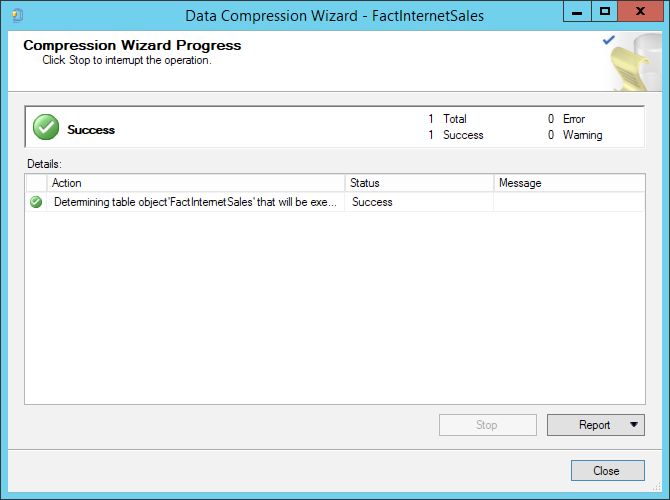 Data Compression Wizard - FactInternetSales
Compression Wizard Progress
Click Stop to interrupt the operation.
Success
1 Total 0 Error
1 Success 0 Warning
Details:
Action Status Message
Determining table object'FactInternetSales' that will be exe... Success
Stop Report
Close